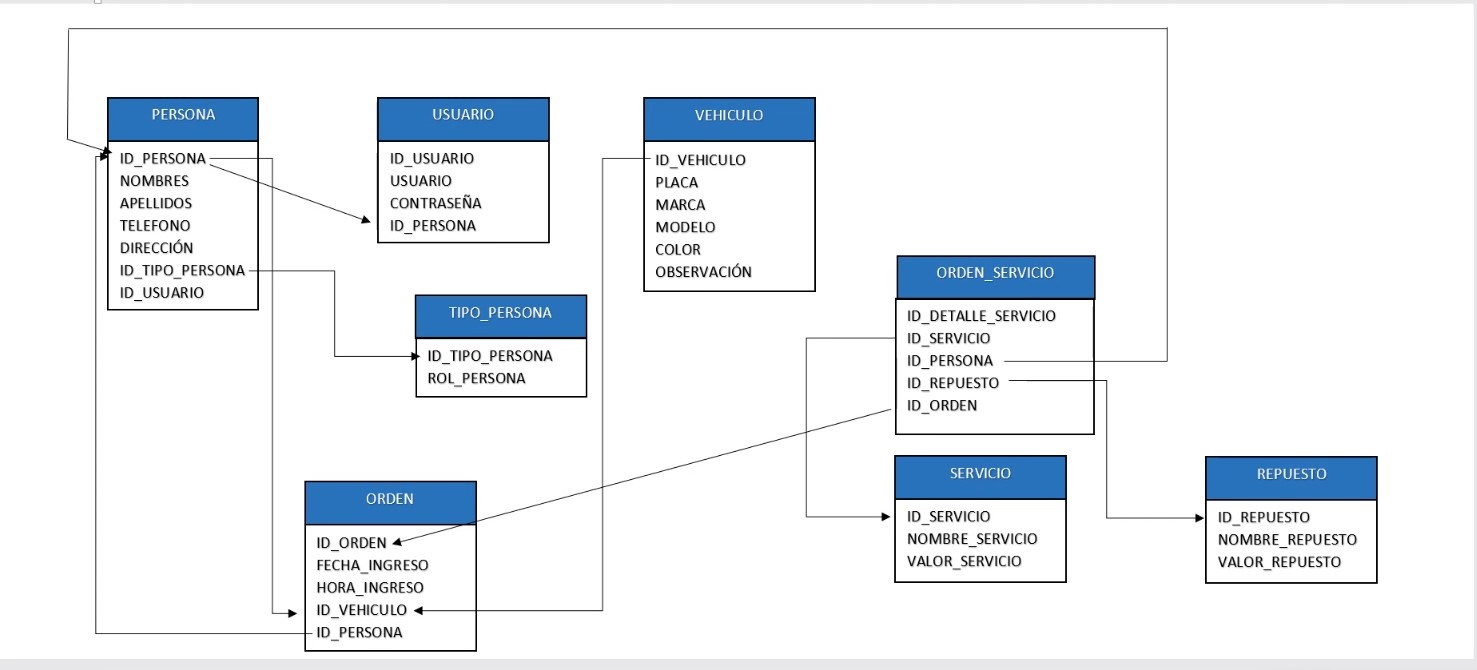 PERSONA
ID_PERSONA
NOMBRES
APELLIDOS
TELEFONO
DIRECCIÓN
ID_TIPO_PERSONA
ID_USUARIO
USUARIO
ID_USUARIO
USUARIO
CONTRASEÑA
ID_PERSONA
VEHICULO
ID_VEHICULO
PLACA
MARCA
MODELO
COLOR
OBSERVACIÓN
TIPO_PERSONA
ID_TIPO_PERSONA
ROL_PERSONA
ORDEN_SERVICIO
ID_DETALLE_SERVICIO
ID_SERVICIO
ID_PERSONA
ID_REPUESTO
ID_ORDEN
ORDEN
ID_ORDEN
FECHA_INGRESO
HORA_INGRESO
ID_VEHICULO
ID_PERSONA
SERVICIO
ID_SERVICIO
NOMBRE_SERVICIO
VALOR_SERVICIO
REPUESTO
ID_REPUESTO
NOMBRE_REPUESTO
VALOR_REPUESTO